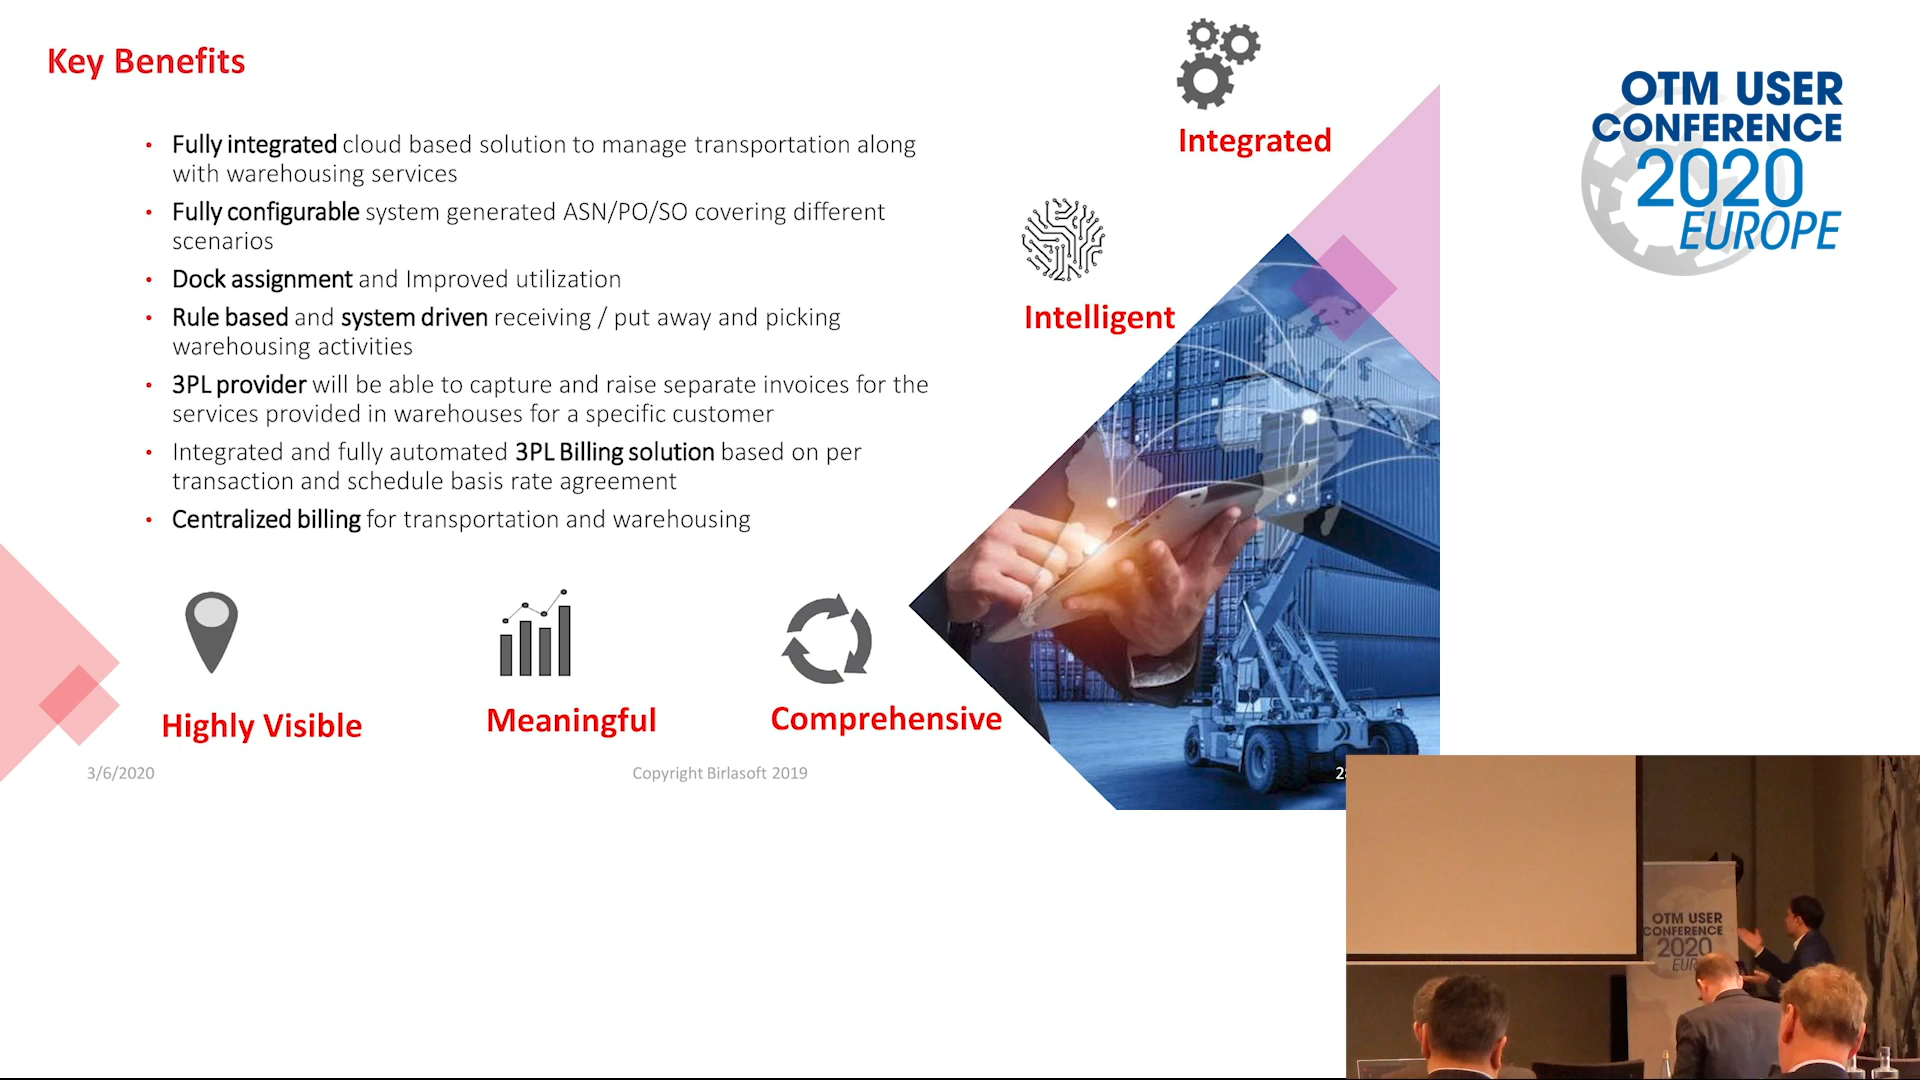 Key Benefits
• Fully integrated cloud based solution to manage transportation along
with warehousing services
• Fully configurable system generated ASN/PO/SO covering different
scenarios
• Dock assignment and Improved utilization
• Rule based and system driven receiving / put away and picking
warehousing activities
• 3PL provider will be able to capture and raise separate invoices for the
services provided in warehouses for a specific customer
• Integrated and fully automated 3PL Billing solution based on per
transaction and schedule basis rate agreement
• Centralized billing for transportation and warehousing
Integrated
Intelligent
Highly Visible
Meaningful
Comprehensive
3/6/2020
Copyright Birlasoft 2019
OTM USER
CONFERENCE
2020
EUROPE
OTM USER
CONFERENCE
2020